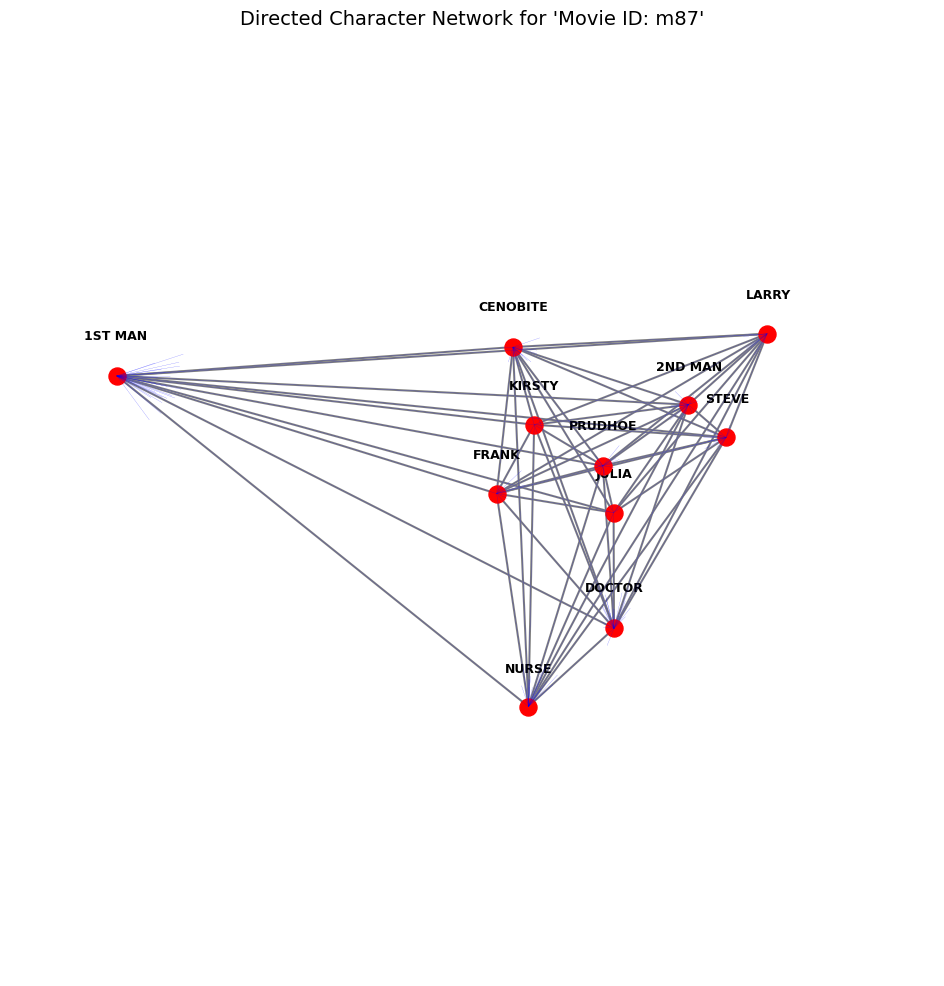 Directed Character Network for 'Movie ID: m87'
LARRY
CENOBITE
1ST MAN
2ND MAN
KIRSTY
STEVE
PRUDHOE
FRANK
JULIA
DOCTOR
NURSE